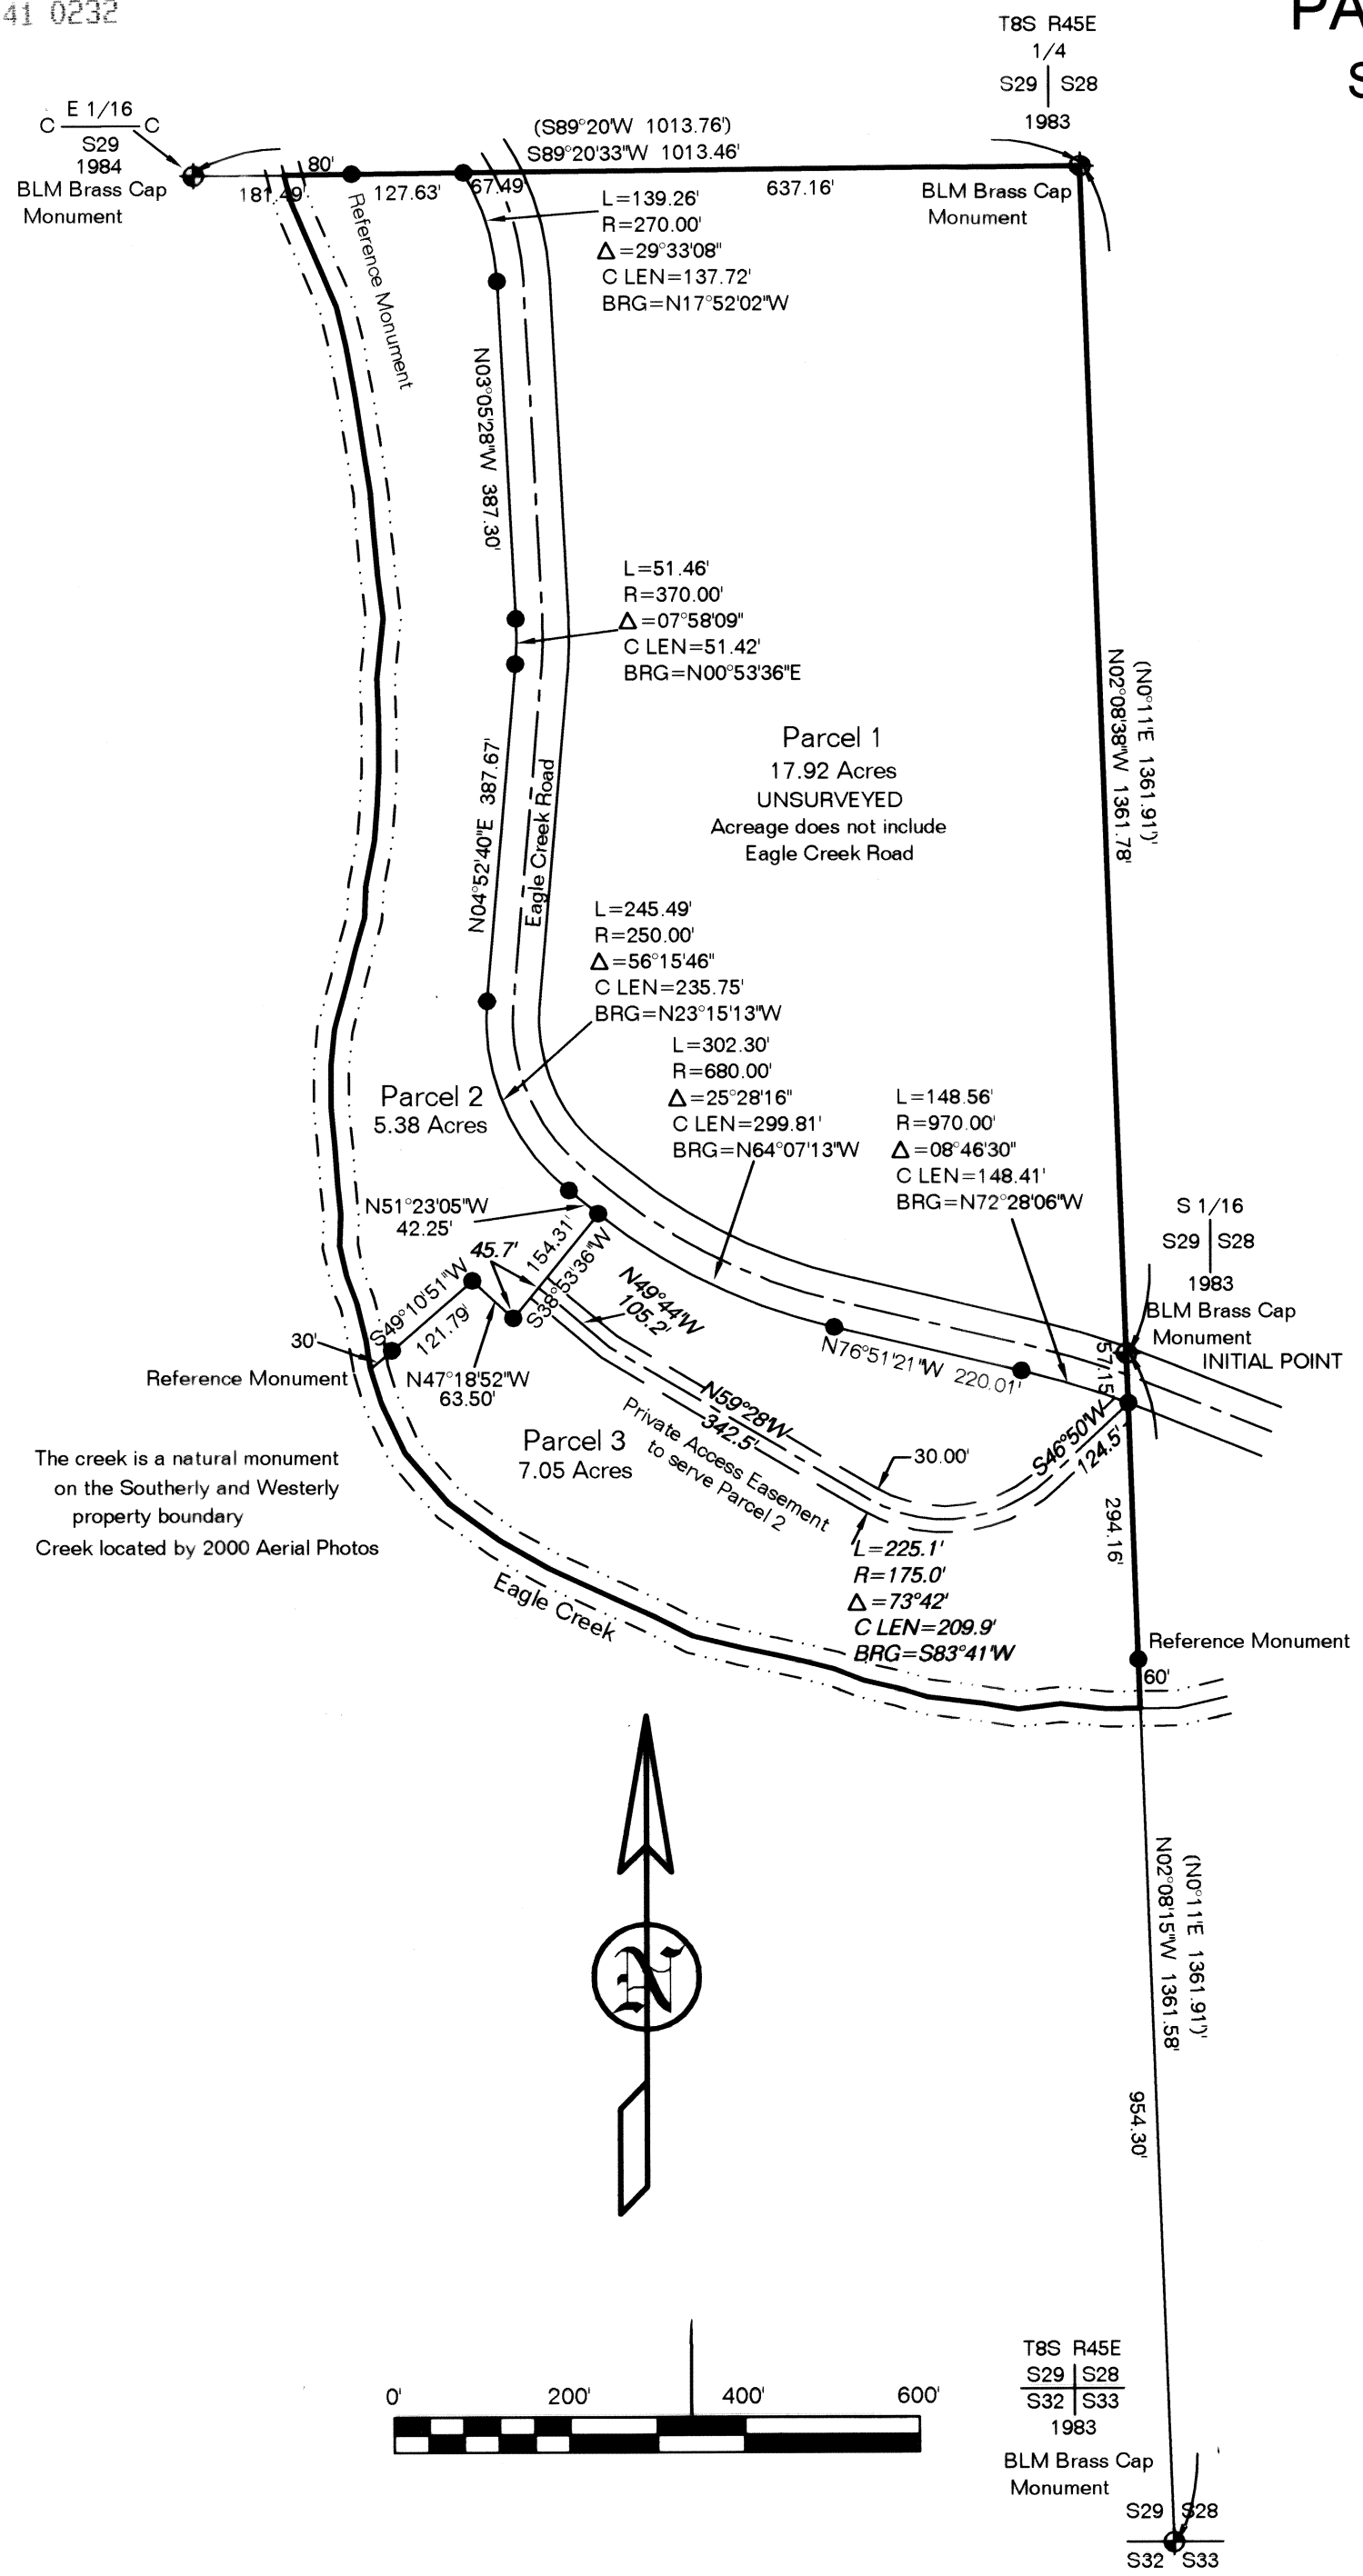 41 0232
PA
S
T8S R45E
1/4
S29 | S28
1983
BLM Brass Cap
Monument
E 1/16
C C
S29
1984
BLM Brass Cap
Monument
(S89°20'W 1013.76')
S89°20'33"W 1013.46'
80'
181.49'
127.63'
67.49'
637.16'
Reference Monument
L=139.26'
R=270.00'
Δ=29°33'08"
C LEN=137.72'
BRG=N17°52'02"W
N03°05'28"W 387.30'
L=51.46'
R=370.00'
Δ=07°58'09"
C LEN=51.42'
BRG=N00°53'36"E
(N0°11'E 1361.91')
N02°08'38"W 1361.78'
Parcel 1
17.92 Acres
UNSURVEYED
Acreage does not include
Eagle Creek Road
N04°52'40"E 387.67'
Eagle Creek Road
L=245.49'
R=250.00'
Δ=56°15'46"
C LEN=235.75'
BRG=N23°15'13"W
L=302.30'
R=680.00'
Δ=25°28'16"
C LEN=299.81'
BRG=N64°07'13"W
L=148.56'
R=970.00'
Δ=08°46'30"
C LEN=148.41'
BRG=N72°28'06"W
Parcel 2
5.38 Acres
N51°23'05"W
42.25'
45.7'
154.31'
S38°53'36"W
S49°10'51"W
121.79'
30'
Reference Monument
N47°18'52"W
63.50'
N49°44'W
105.2'
N76°51'21"W 220.01'
S 1/16
S29 | S28
1983
BLM Brass Cap
Monument
INITIAL POINT
57.15'
N59°28'W
342.5'
Private Access Easement
to serve Parcel 2
30.00'
S46°50'W
124.5'
Parcel 3
7.05 Acres
The creek is a natural monument
on the Southerly and Westerly
property boundary
Creek located by 2000 Aerial Photos
Eagle Creek
L=225.1'
R=175.0'
Δ=73°42'
C LEN=209.9'
BRG=S83°41'W
294.16'
Reference Monument
60'
N
(N0°11'E 1361.91')
N02°08'15"W 1361.58'
954.30'
0' 200' 400' 600'
T8S R45E
S29 | S28
S32 | S33
1983
BLM Brass Cap
Monument
S29 S28
S32 S33